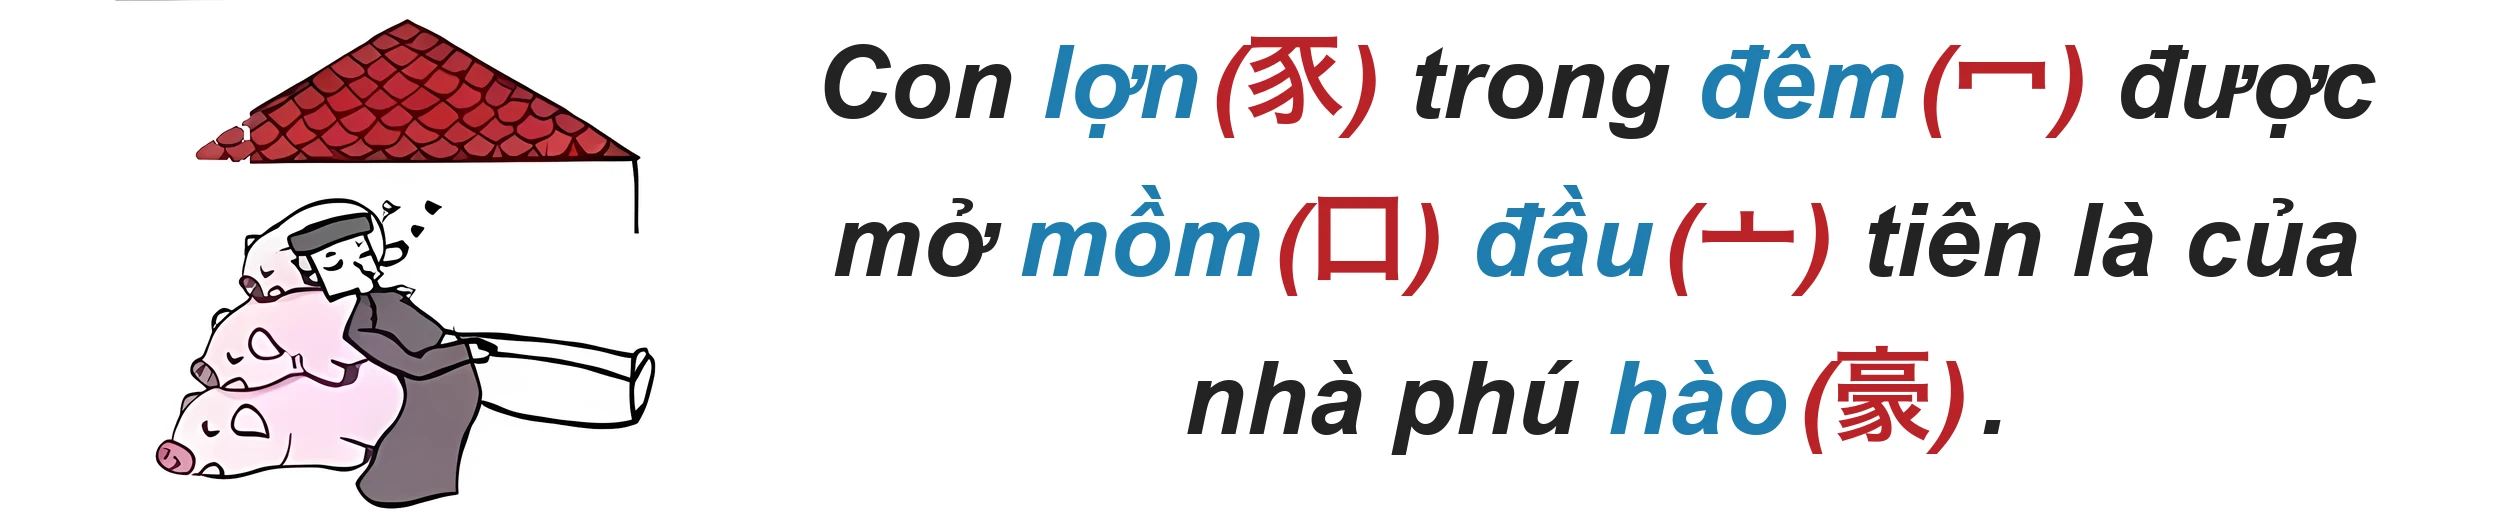 Con lợn(豕) trong đêm(冖) được
mở mồm(口) đầu(亠) tiên là của
nhà phú hào(豪).